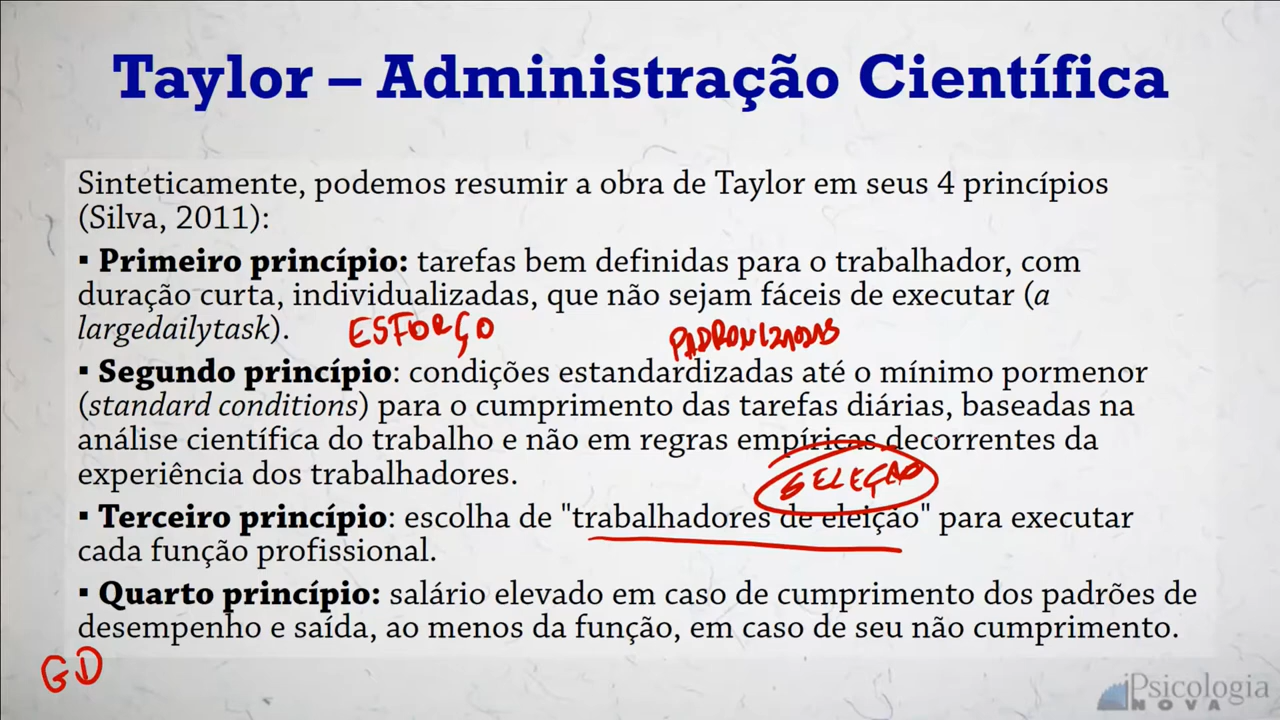 Taylor – Administração Científica
Sinteticamente, podemos resumir a obra de Taylor em seus 4 princípios
(Silva, 2011):
▪ Primeiro princípio: tarefas bem definidas para o trabalhador, com
duração curta, individualizadas, que não sejam fáceis de executar (a
largedailytask).
ESFORÇO
PADRONIZADAS
▪ Segundo princípio: condições estandardizadas até o mínimo pormenor
(standard conditions) para o cumprimento das tarefas diárias, baseadas na
análise científica do trabalho e não em regras empíricas decorrentes da
experiência dos trabalhadores.
SELEÇÃO
▪ Terceiro princípio: escolha de "trabalhadores de eleição" para executar
cada função profissional.
▪ Quarto princípio: salário elevado em caso de cumprimento dos padrões de
desempenho e saída, ao menos da função, em caso de seu não cumprimento.
GD
Psicologia
NOVA